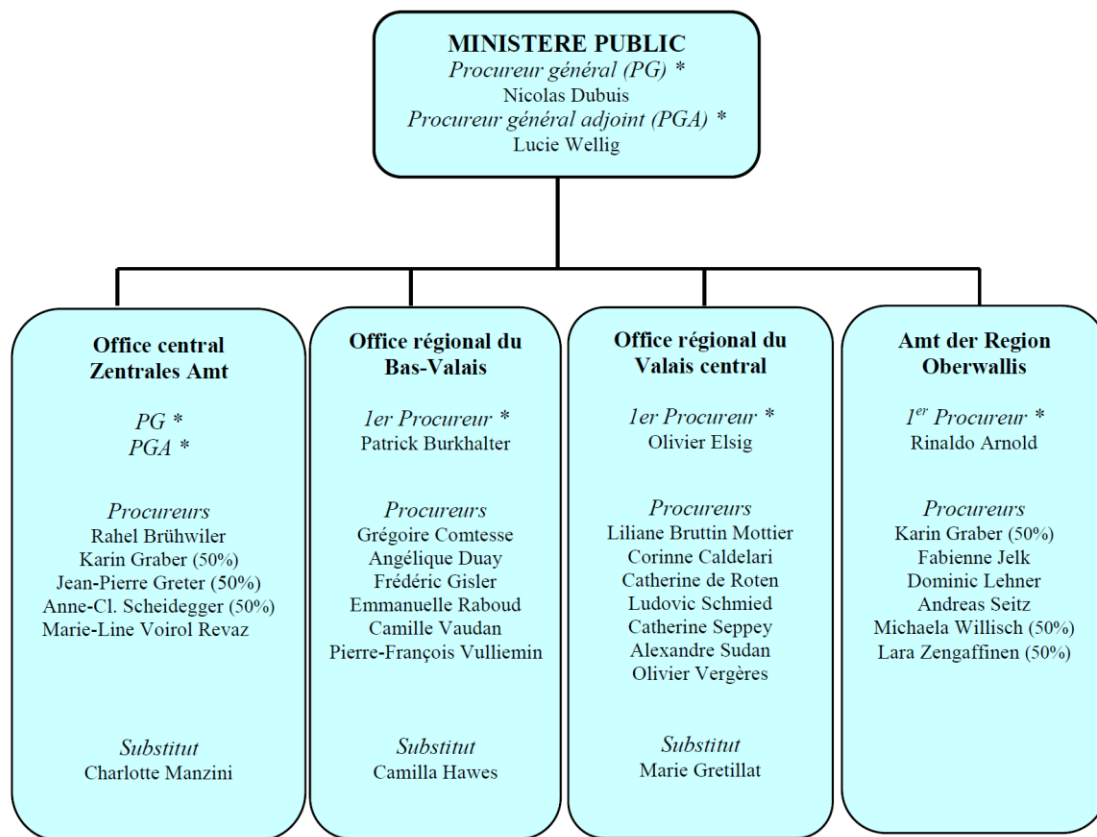 MINISTERE PUBLIC
Procureur général (PG) *
Nicolas Dubuis
Procureur général adjoint (PGA) *
Lucie Wellig
Office central
Zentrales Amt
PG *
PGA *
Procureurs
Rahel Brühwiler
Karin Graber (50%)
Jean-Pierre Greter (50%)
Anne-Cl. Scheidegger (50%)
Marie-Line Voirol Revaz
Substitut
Charlotte Manzini
Office régional du
Bas-Valais
1er Procureur *
Patrick Burkhalter
Procureurs
Grégoire Comtesse
Angélique Duay
Frédéric Gisler
Emmanuelle Raboud
Camille Vaudan
Pierre-François Vulliemin
Substitut
Camilla Hawes
Office régional du
Valais central
1er Procureur *
Olivier Elsig
Procureurs
Liliane Bruttin Mottier
Corinne Caldelari
Catherine de Roten
Ludovic Schmied
Catherine Seppey
Alexandre Sudan
Olivier Vergères
Substitut
Marie Gretillat
Amt der Region
Oberwallis
1er Procureur *
Rinaldo Arnold
Procureurs
Karin Graber (50%)
Fabienne Jelk
Dominic Lehner
Andreas Seitz
Michaela Willisch (50%)
Lara Zengaffinen (50%)